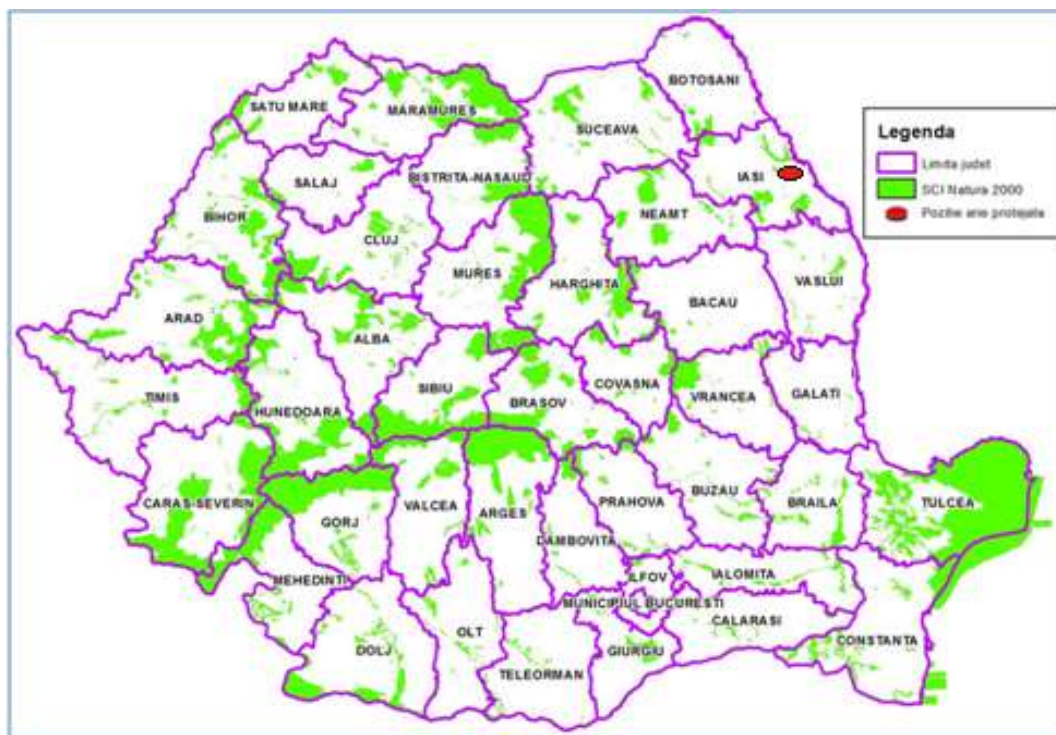 BOTOSANI
SATU MARE
MARAMURES
SUCEAVA
Legenda
Limita judet
SCI Natura 2000
Pozitie arie protejata
IASI
BISTRITA-NASAUD
SALAJ
BIHOR
NEAMT
CLUJ
MURES
HARGHITA
VASLUI
BACAU
ARAD
ALBA
SIBIU
COVASNA
TIMIS
HUNEDOARA
BRASOV
VRANCEA
GALATI
CARAS-SEVERIN
VALCEA
ARGES
PRAHOVA
BUZAU
BRAILA
TULCEA
GORJ
DAMBOVITA
MEHEDINTI
ILFOV
IALOMITA
MUNICIPIUL BUCURESTI
CALARASI
OLT
DOLJ
GIURGIU
CONSTANTA
TELEORMAN